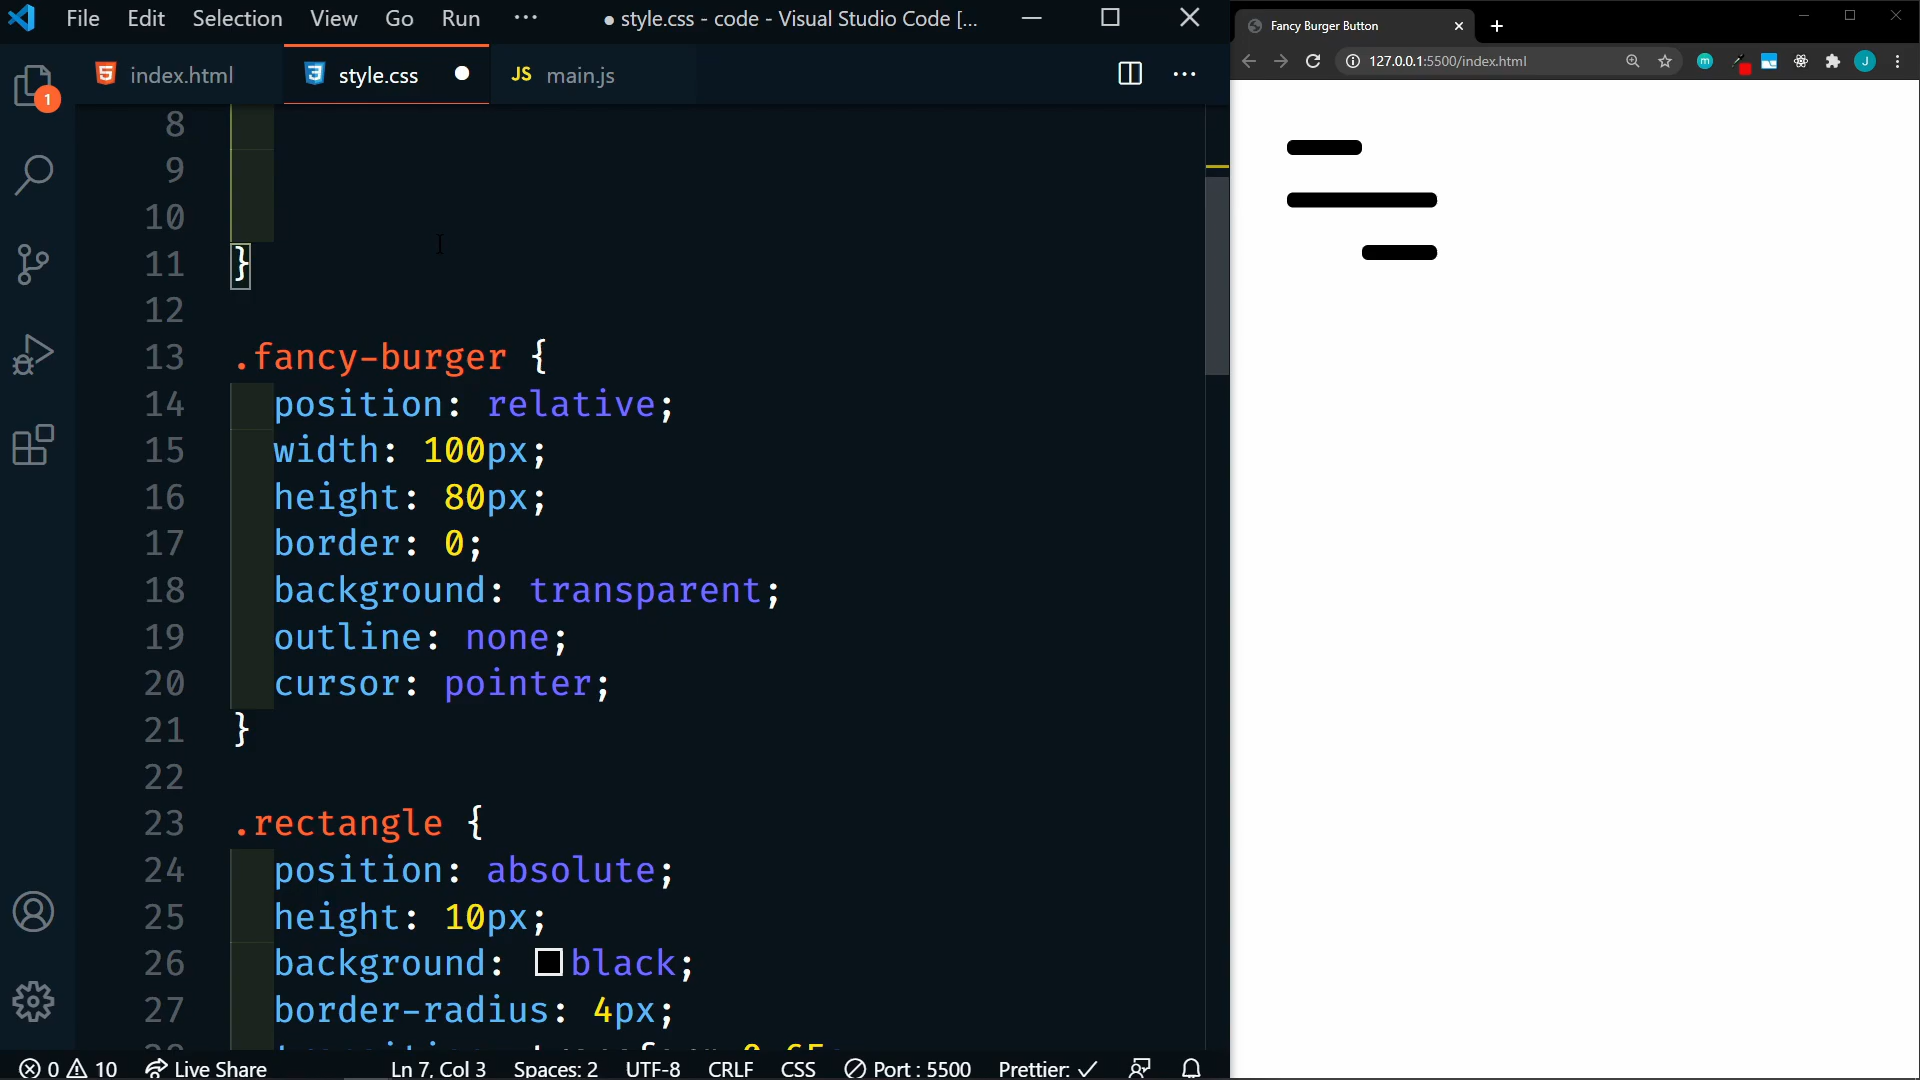 File Edit Selection View Go Run ··· ● style.css - code - Visual Studio Code [...
index.html style.css ● JS main.js ···
1
8
9
10
11 }
12
13 .fancy-burger {
14 position: relative;
15 width: 100px;
16 height: 80px;
17 border: 0;
18 background: transparent;
19 outline: none;
20 cursor: pointer;
21 }
22
23 .rectangle {
24 position: absolute;
25 height: 10px;
26 background: black;
27 border-radius: 4px;
0 10 Live Share Ln 7, Col 3 Spaces: 2 UTF-8 CRLF CSS Port : 5500 Prettier: ✓
Fancy Burger Button
127.0.0.1:5500/index.html
m J